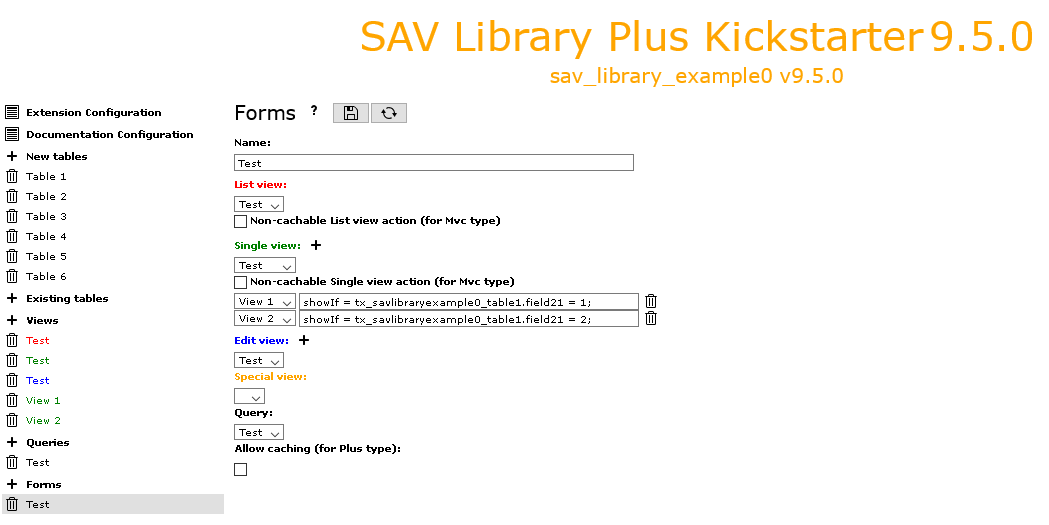 SAV Library Plus Kickstarter 9.5.0
sav_library_example0 v9.5.0
Extension Configuration
Documentation Configuration
+ New tables
Table 1
Table 2
Table 3
Table 4
Table 5
Table 6
+ Existing tables
+ Views
Test
Test
Test
View 1
View 2
+ Queries
Test
+ Forms
Test
Forms ?
Name:
Test
List view:
Test
Non-cachable List view action (for Mvc type)
Single view: +
Test
Non-cachable Single view action (for Mvc type)
View 1 showIf = tx_savlibraryexample0_table1.field21 = 1;
View 2 showIf = tx_savlibraryexample0_table1.field21 = 2;
Edit view: +
Test
Special view:
Query:
Test
Allow caching (for Plus type):